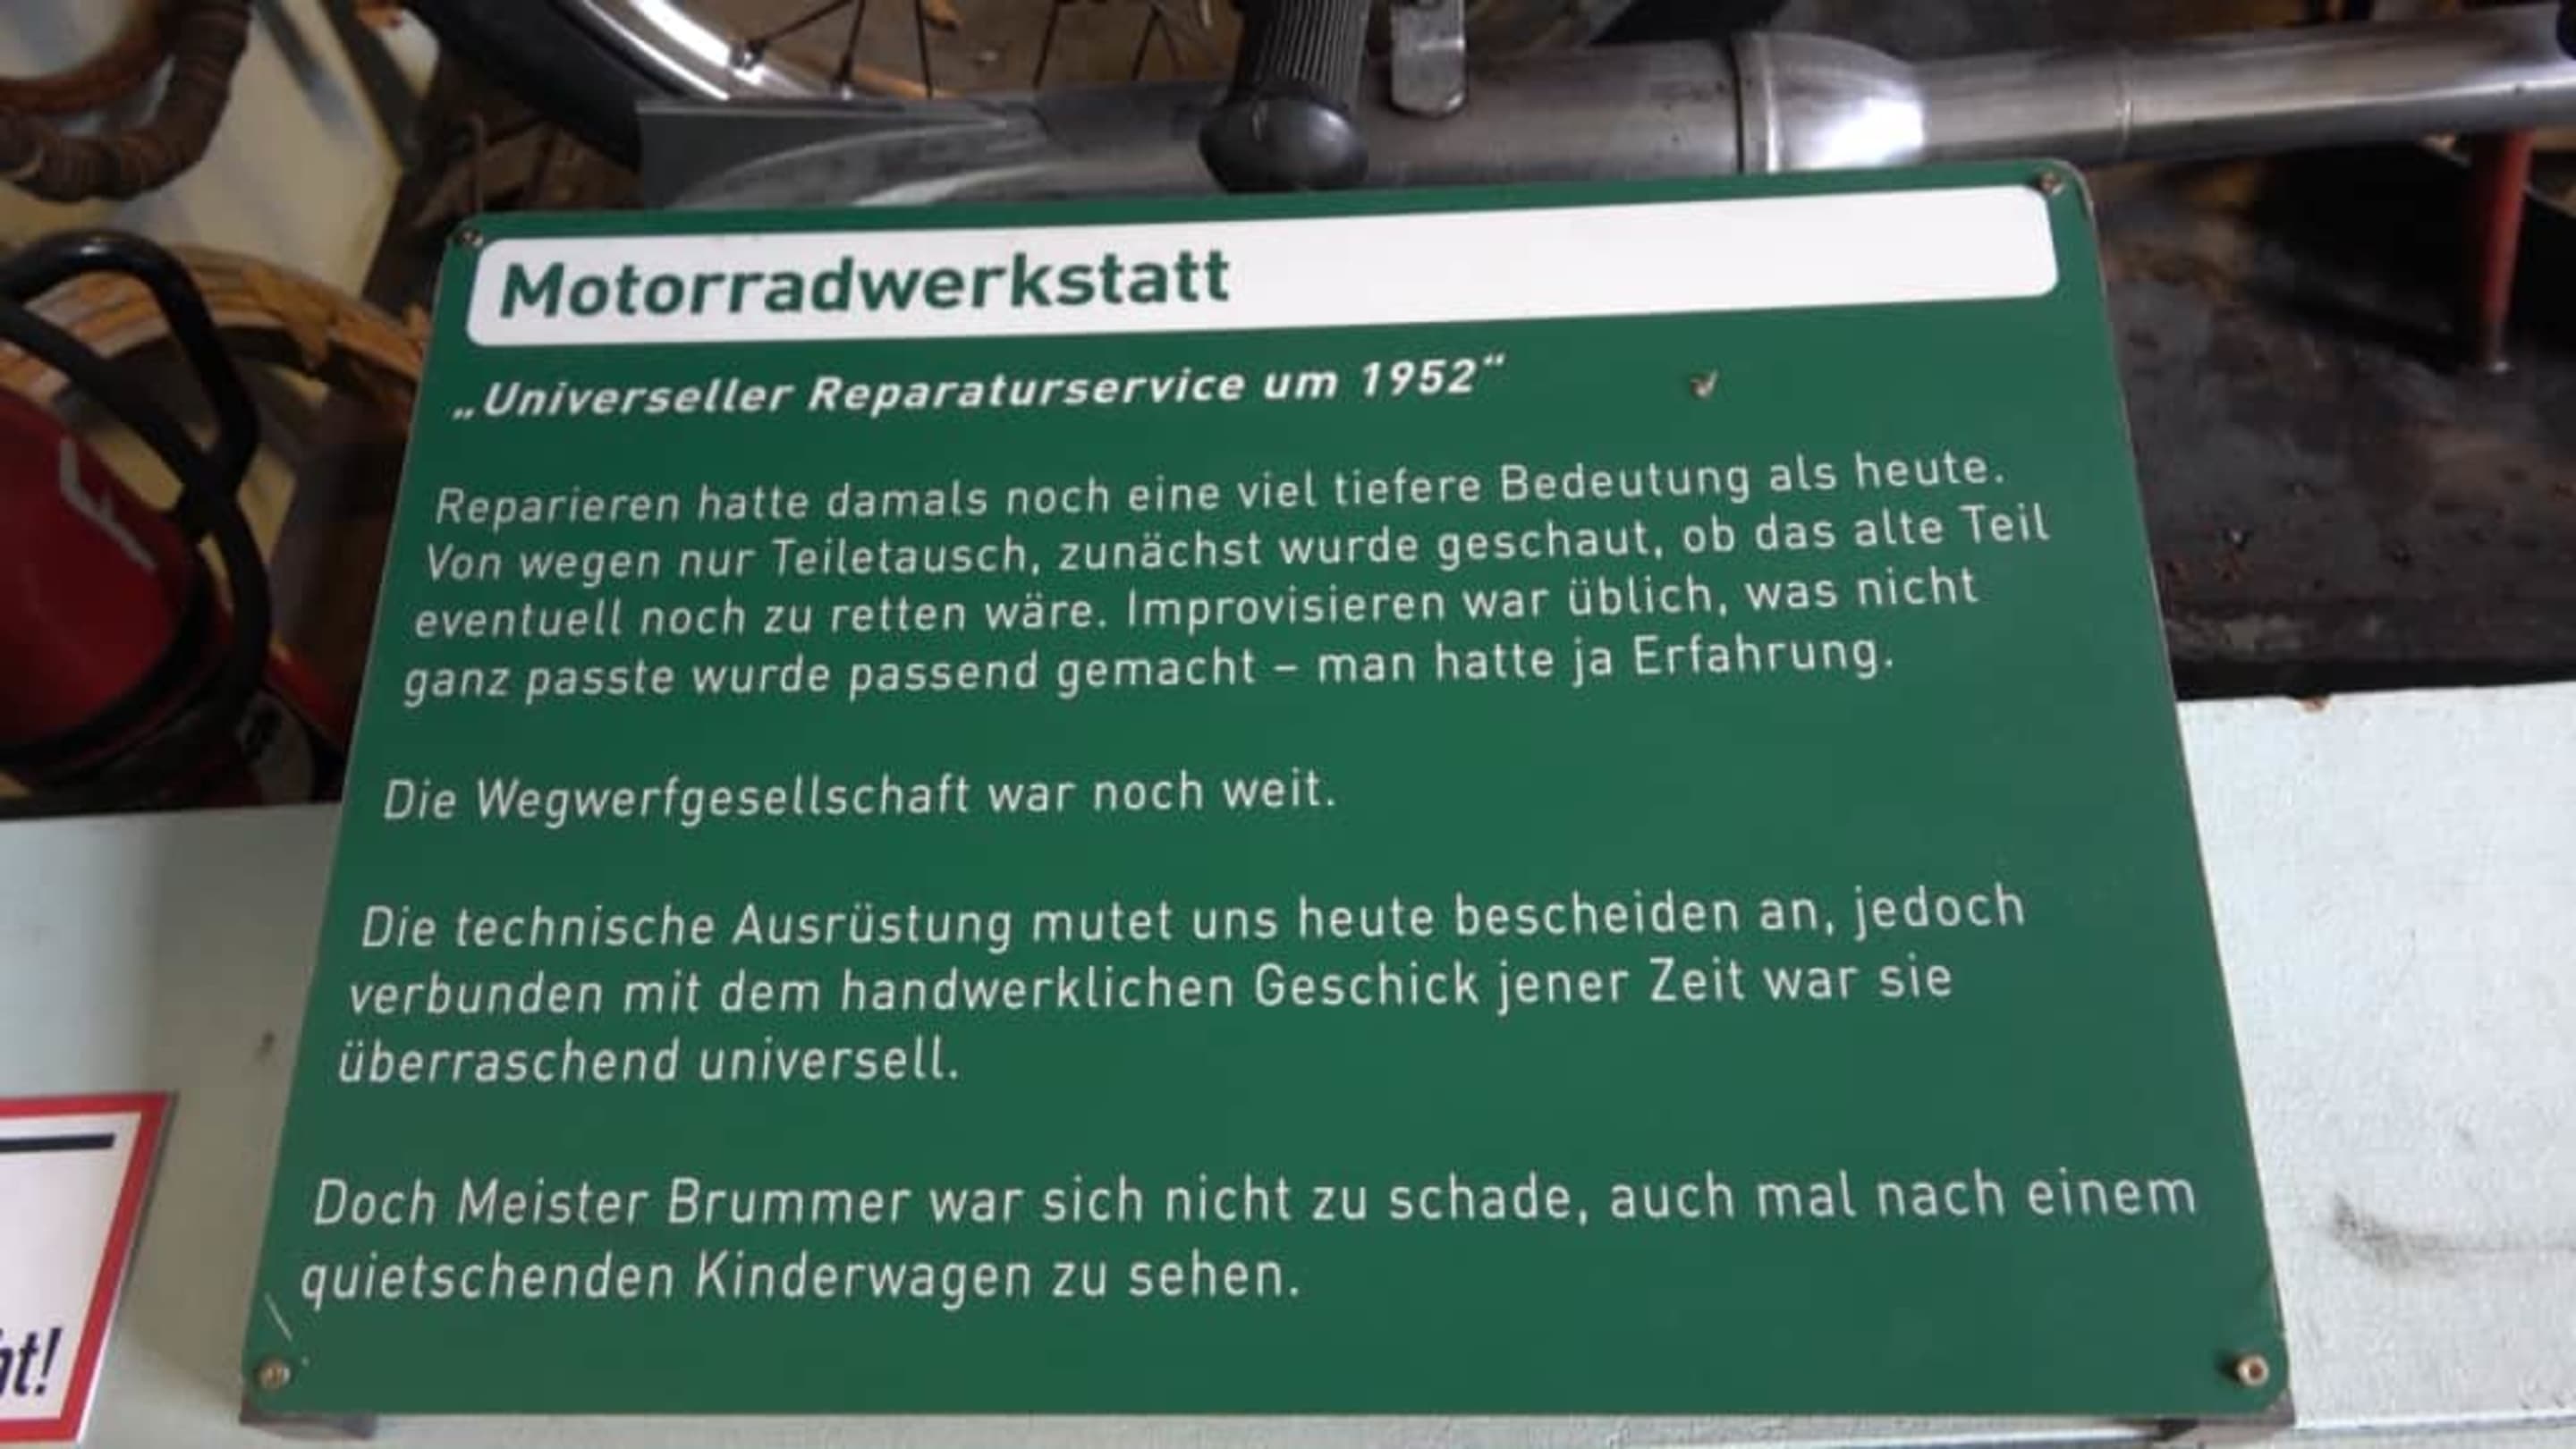 Motorradwerkstatt
„Universeller Reparaturservice um 1952“
Reparieren hatte damals noch eine viel tiefere Bedeutung als heute.
Von wegen nur Teiletausch, zunächst wurde geschaut, ob das alte Teil
eventuell noch zu retten wäre. Improvisieren war üblich, was nicht
ganz passte wurde passend gemacht – man hatte ja Erfahrung.
Die Wegwerfgesellschaft war noch weit.
Die technische Ausrüstung mutet uns heute bescheiden an, jedoch
verbunden mit dem handwerklichen Geschick jener Zeit war sie
überraschend universell.
Doch Meister Brummer war sich nicht zu schade, auch mal nach einem
quietschenden Kinderwagen zu sehen.